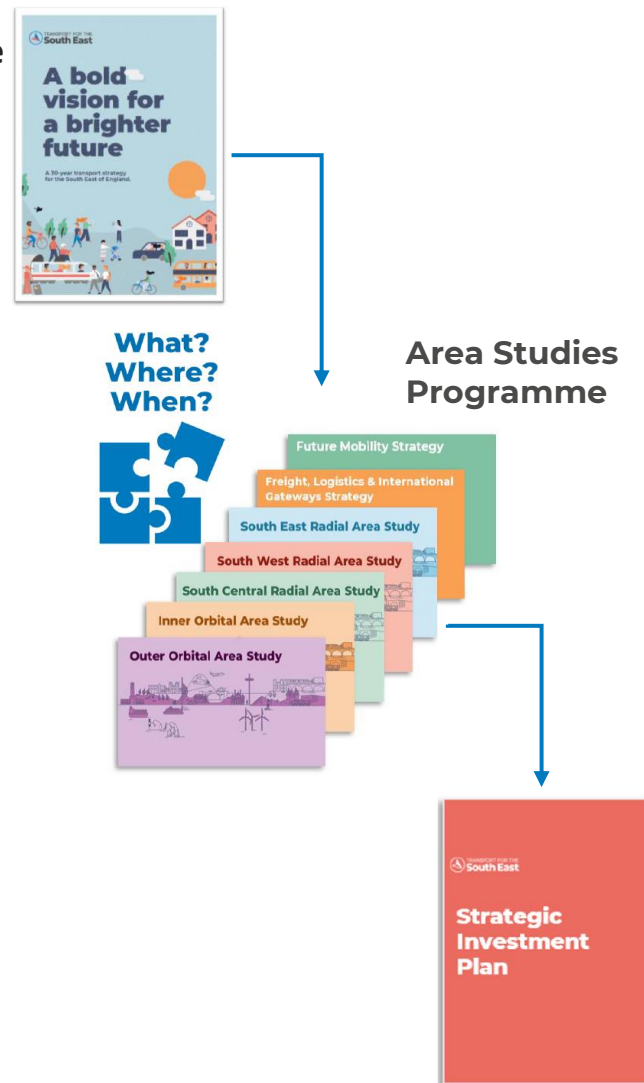 e
TRANSPORT FOR THE
South East
A bold
vision for
a brighter
future
A 30-year transport strategy
for the South East of England.
What?
Where?
When?
Area Studies
Programme
Future Mobility Strategy
Freight, Logistics & International
Gateways Strategy
South East Radial Area Study
South West Radial Area Study
South Central Radial Area Study
Inner Orbital Area Study
Outer Orbital Area Study
TRANSPORT FOR THE
South East
Strategic
Investment
Plan